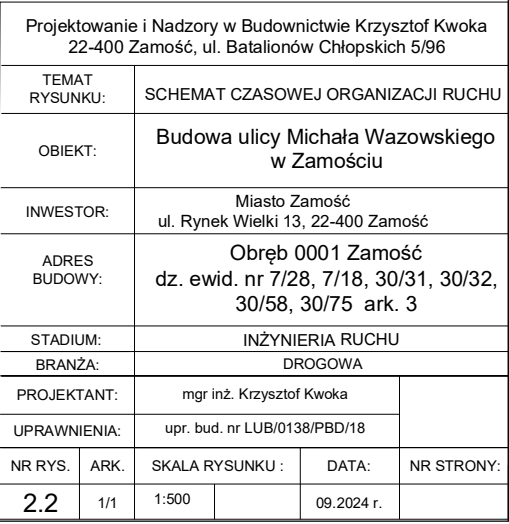 Projektowanie i Nadzory w Budownictwie Krzysztof Kwoka
22-400 Zamość, ul. Batalionów Chłopskich 5/96
TEMAT
RYSUNKU:
SCHEMAT CZASOWEJ ORGANIZACJI RUCHU
OBIEKT:
Budowa ulicy Michała Wazowskiego
w Zamościu
INWESTOR:
Miasto Zamość
ul. Rynek Wielki 13, 22-400 Zamość
ADRES
BUDOWY:
Obręb 0001 Zamość
dz. ewid. nr 7/28, 7/18, 30/31, 30/32,
30/58, 30/75 ark. 3
STADIUM: INŻYNIERIA RUCHU
BRANŻA: DROGOWA
PROJEKTANT: mgr inż. Krzysztof Kwoka
UPRAWNIENIA: upr. bud. nr LUB/0138/PBD/18
NR RYS. ARK. SKALA RYSUNKU : DATA: NR STRONY:
2.2 1/1 1:500 09.2024 r.